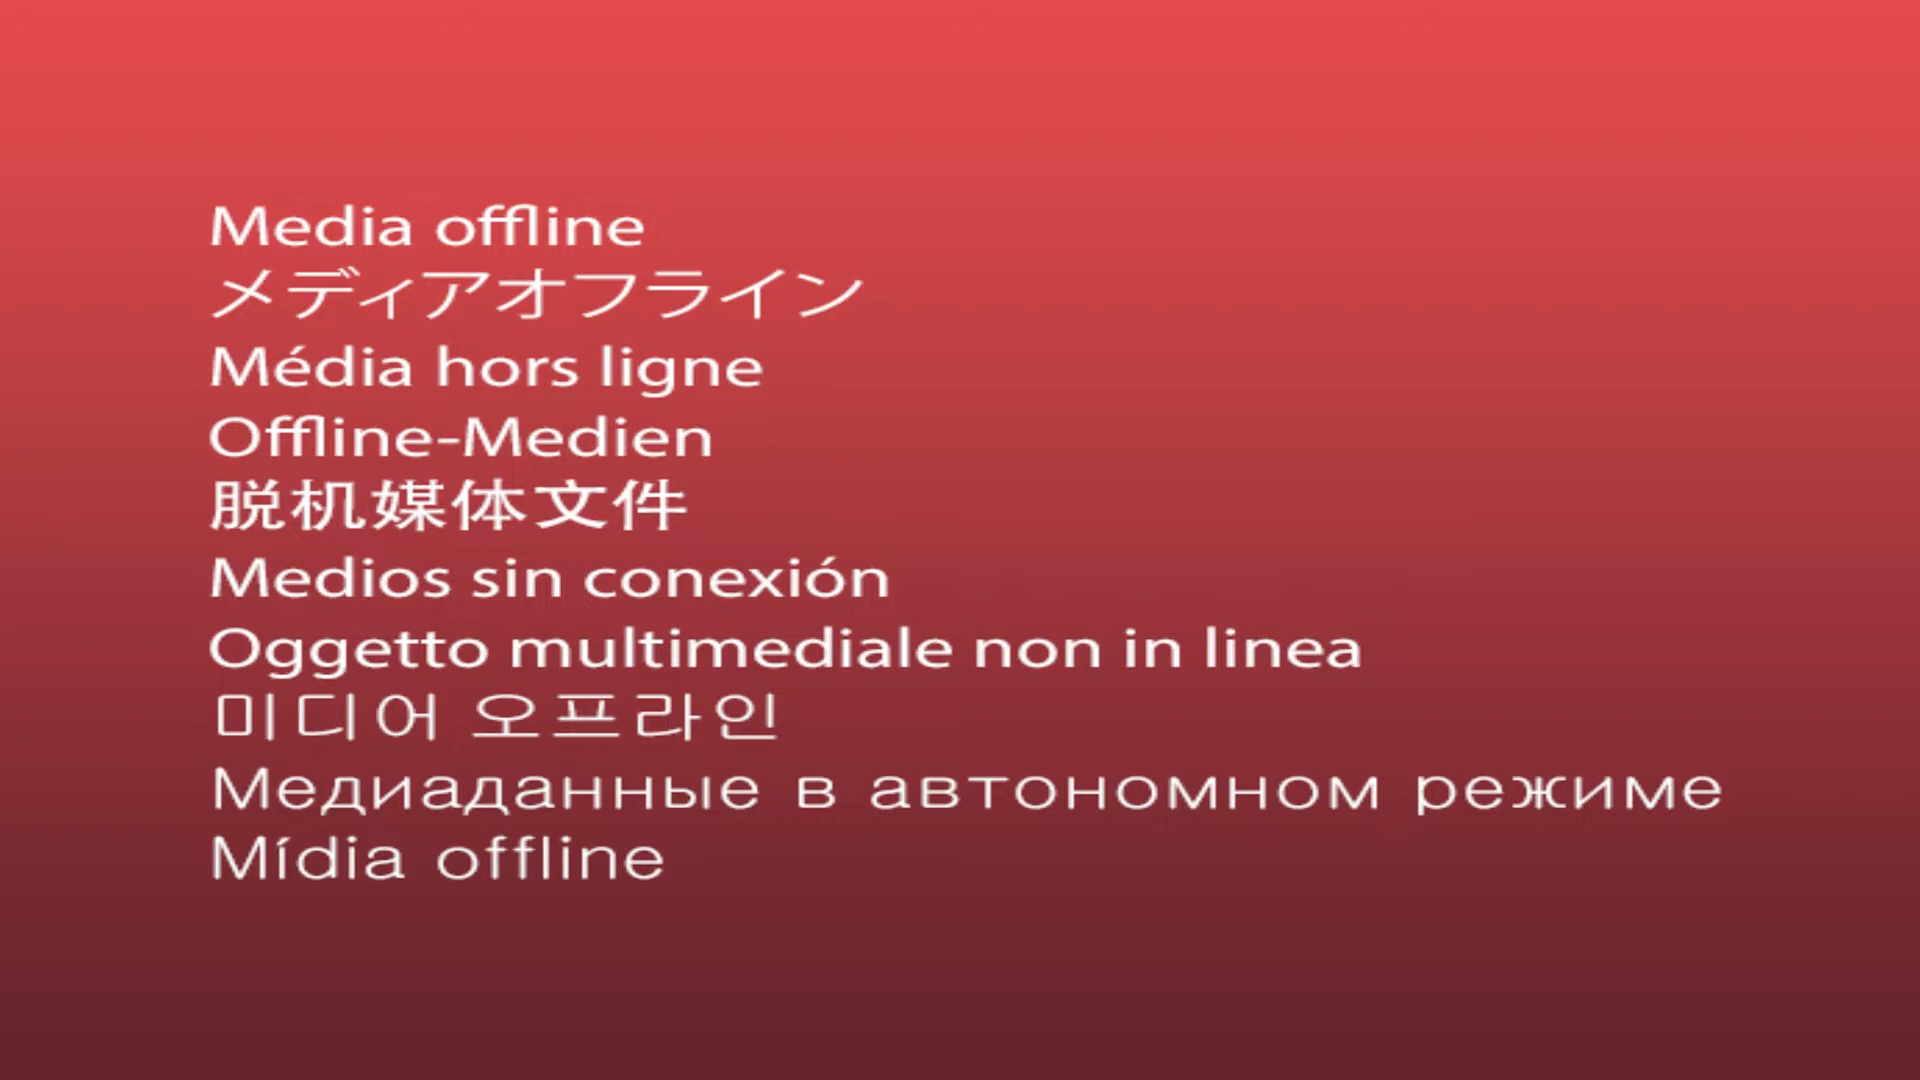 Media offline
メディアオフライン
Média hors ligne
Offline-Medien
脱机媒体文件
Medios sin conexión
Oggetto multimediale non in linea
미디어 오프라인
Медиаданные в автономном режиме
Mídia offline